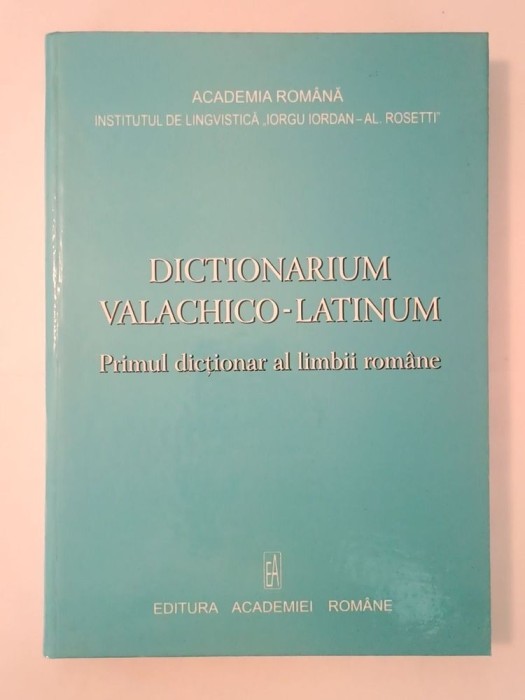 ACADEMIA ROMÂNĂ
INSTITUTUL DE LINGVISTICĂ „IORGU IORDAN – AL. ROSETTI”
DICTIONARIUM
VALACHICO-LATINUM
Primul dicționar al limbii române
EA
EDITURA ACADEMIEI ROMÂNE